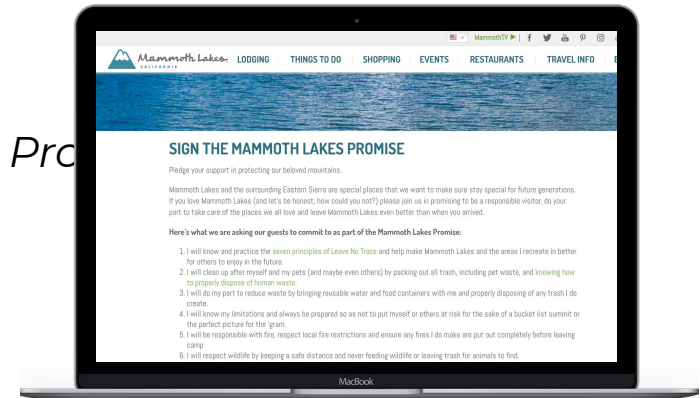 MammothTV
Mammoth Lakes
CALIFORNIA
LODGING
THINGS TO DO
SHOPPING
EVENTS
RESTAURANTS
TRAVEL INFO
Pro
SIGN THE MAMMOTH LAKES PROMISE
Pledge your support in protecting our beloved mountains.
Mammoth Lakes and the surrounding Eastern Sierra are special places that we want to make sure stay special for future generations.
If you love Mammoth Lakes (and let's be honest, how could you not?) please join us in promising to be a responsible visitor, do your
part to take care of the places we all love and leave Mammoth Lakes even better than when you arrived.
Here's what we are asking our guests to commit to as part of the Mammoth Lakes Promise:
1. I will know and practice the seven principles of Leave No Trace and help make Mammoth Lakes and the areas I recreate in better
for others to enjoy in the future.
2. I will clean up after myself and my pets (and maybe even others) by packing out all trash, including pet waste, and knowing how
to properly dispose of human waste.
3. I will do my part to reduce waste by bringing reusable water and food containers with me and properly disposing of any trash I do
create.
4. I will know my limitations and always be prepared so as not to put myself or others at risk for the sake of a bucket list summit or
the perfect picture for the 'gram.
5. I will be responsible with fire, respect local fire restrictions and ensure any fires I do make are put out completely before leaving
camp
6. I will respect wildlife by keeping a safe distance and never feeding wildlife or leaving trash for animals to find.
MacBook